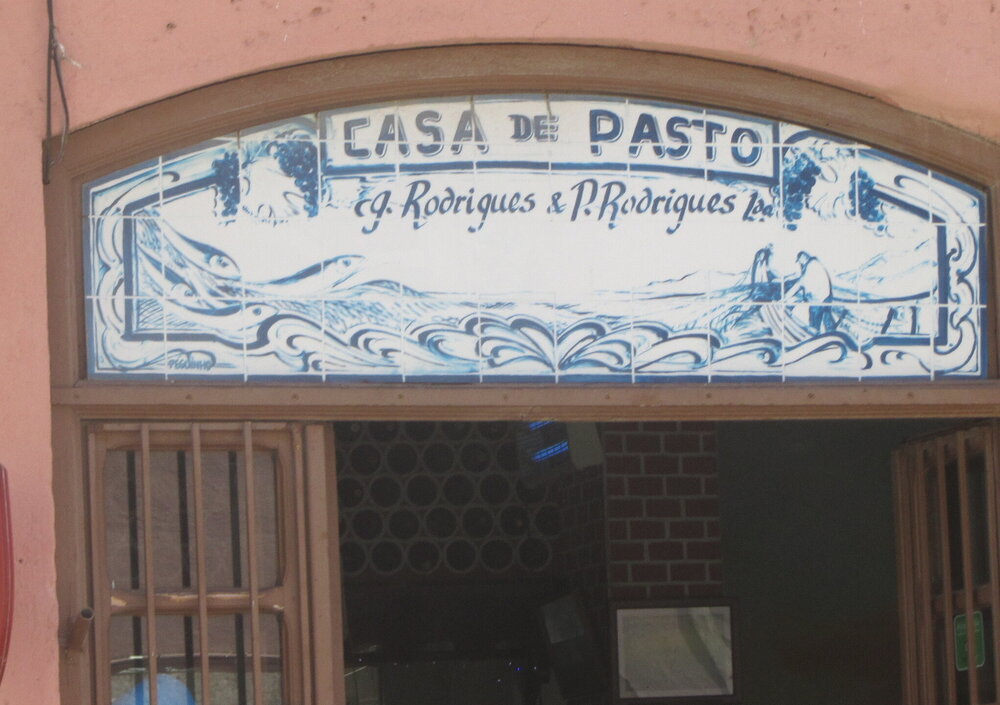 CASA DE PASTO
g. Rodrigues & P. Rodrigues Lda